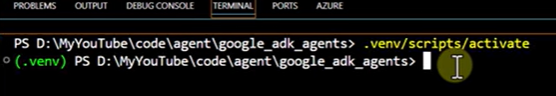 PROBLEMS OUTPUT DEBUG CONSOLE TERMINAL PORTS AZURE
PS D:\MyYouTube\code\agent\google_adk_agents> .venv/scripts/activate
(.venv) PS D:\MyYouTube\code\agent\google_adk_agents>